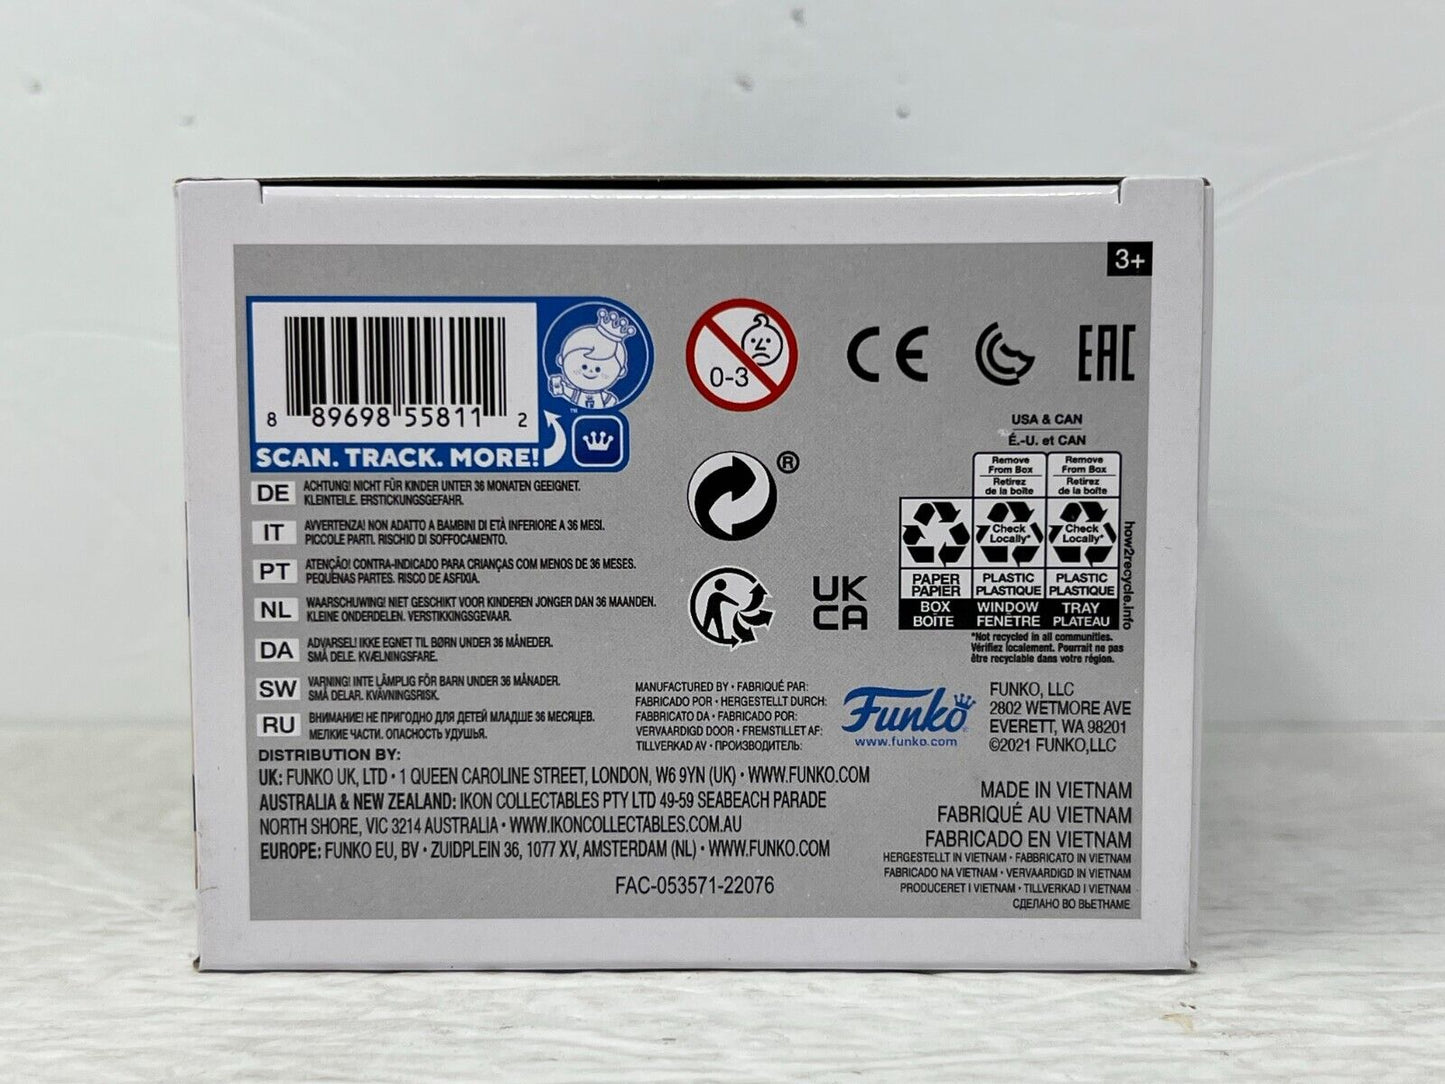 3+
8 89698 55811 2
™
SCAN. TRACK. MORE!
0-3
CE
EAC
USA & CAN
É.-U. et CAN
Remove From Box
Retirez de la boîte
Remove From Box
Retirez de la boîte
Check Locally*
Check Locally*
PAPER
PAPIER
BOX
BOÎTE
PLASTIC
PLASTIQUE
WINDOW
FENÊTRE
PLASTIC
PLASTIQUE
TRAY
PLATEAU
how2recycle.info
*Not recycled in all communities.
Vérifiez localement. Pourrait ne pas
être recyclable dans votre région.
®
UK
CA
DE ACHTUNG! NICHT FÜR KINDER UNTER 36 MONATEN GEEIGNET.
KLEINTEILE. ERSTICKUNGSGEFAHR.
IT AVVERTENZA! NON ADATTO A BAMBINI DI ETÀ INFERIORE A 36 MESI.
PICCOLE PARTI. RISCHIO DI SOFFOCAMENTO.
PT ATENÇÃO! CONTRA-INDICADO PARA CRIANÇAS COM MENOS DE 36 MESES.
PEQUENAS PARTES. RISCO DE ASFIXIA.
NL WAARSCHUWING! NIET GESCHIKT VOOR KINDEREN JONGER DAN 36 MAANDEN.
KLEINE ONDERDELEN. VERSTIKKINGSGEVAAR.
DA ADVARSEL! IKKE EGNET TIL BØRN UNDER 36 MÅNEDER.
SMÅ DELE. KVÆLNINGSFARE.
SW VARNING! INTE LÄMPLIG FÖR BARN UNDER 36 MÅNADER.
SMÅ DELAR. KVÄVNINGSRISK.
RU ВНИМАНИЕ! НЕ ПРИГОДНО ДЛЯ ДЕТЕЙ МЛАДШЕ 36 МЕСЯЦЕВ.
МЕЛКИЕ ЧАСТИ. ОПАСНОСТЬ УДУШЬЯ.
MANUFACTURED BY • FABRIQUÉ PAR:
FABRICADO POR • HERGESTELLT DURCH:
FABBRICATO DA • FABRICADO POR:
VERVAARDIGD DOOR • FREMSTILLET AF:
TILLVERKAD AV • ПРОИЗВОДИТЕЛЬ:
Funko®
www.funko.com
FUNKO, LLC
2802 WETMORE AVE
EVERETT, WA 98201
©2021 FUNKO,LLC
DISTRIBUTION BY:
UK: FUNKO UK, LTD • 1 QUEEN CAROLINE STREET, LONDON, W6 9YN (UK) • WWW.FUNKO.COM
AUSTRALIA & NEW ZEALAND: IKON COLLECTABLES PTY LTD 49-59 SEABEACH PARADE
NORTH SHORE, VIC 3214 AUSTRALIA • WWW.IKONCOLLECTABLES.COM.AU
EUROPE: FUNKO EU, BV • ZUIDPLEIN 36, 1077 XV, AMSTERDAM (NL) • WWW.FUNKO.COM
FAC-053571-22076
MADE IN VIETNAM
FABRIQUÉ AU VIETNAM
FABRICADO EN VIETNAM
HERGESTELLT IN VIETNAM • FABBRICATO IN VIETNAM
FABRICADO NA VIETNAM • VERVAARDIGD IN VIETNAM
PRODUCERET I VIETNAM • TILLVERKAD I VIETNAM
СДЕЛАНО ВО ВЬЕТНАМЕ